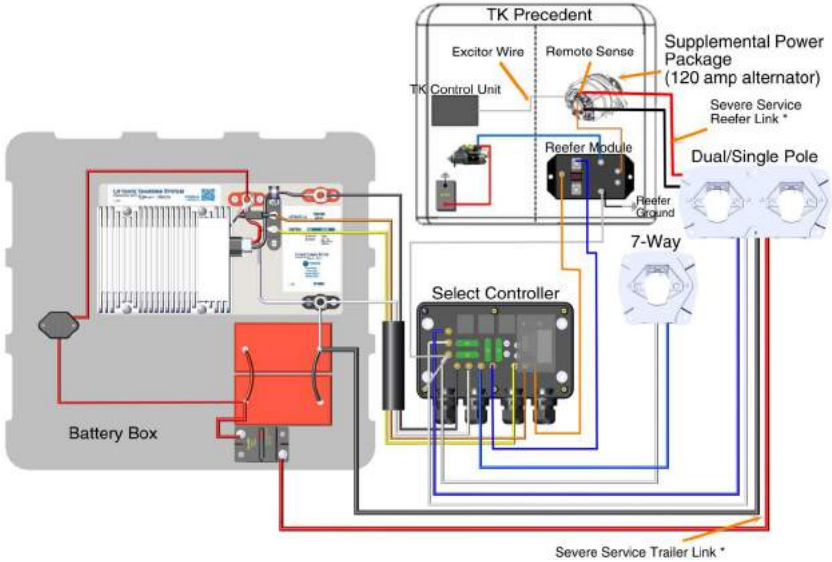 TK Precedent
Excitor Wire
Remote Sense
Supplemental Power
Package
(120 amp alternator)
TK Control Unit
Severe Service
Reefer Link *
Reefer Module
Dual/Single Pole
Reefer
Ground
7-Way
Select Controller
Battery Box
Severe Service Trailer Link *